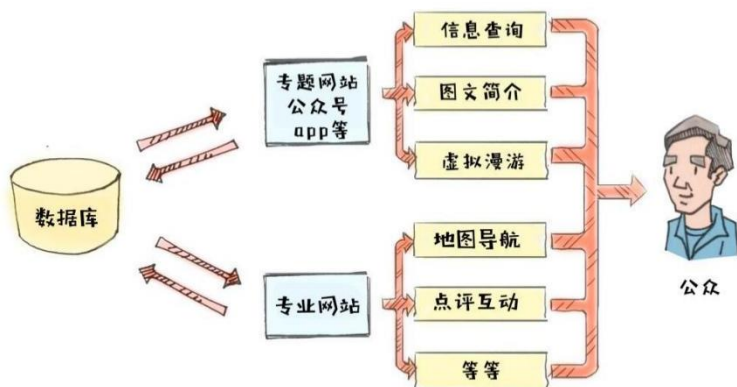 数据库
专题网站
公众号
app等
专业网站
信息查询
图文简介
虚拟漫游
地图导航
点评互动
等等
公众